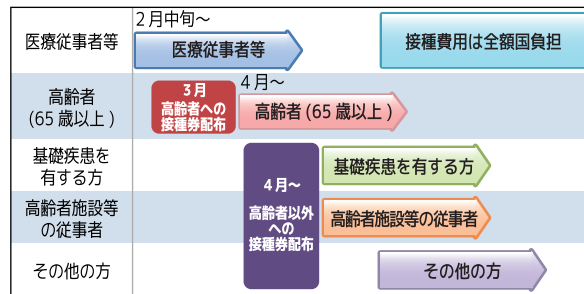 医療従事者等
2月中旬～
医療従事者等
接種費用は全額国負担
高齢者
(65歳以上)
3月
高齢者への
接種券配布
4月～
高齢者(65歳以上)
基礎疾患を
有する方
4月～
高齢者以外
への
接種券配布
基礎疾患を有する方
高齢者施設等
の従事者
高齢者施設等の従事者
その他の方
その他の方